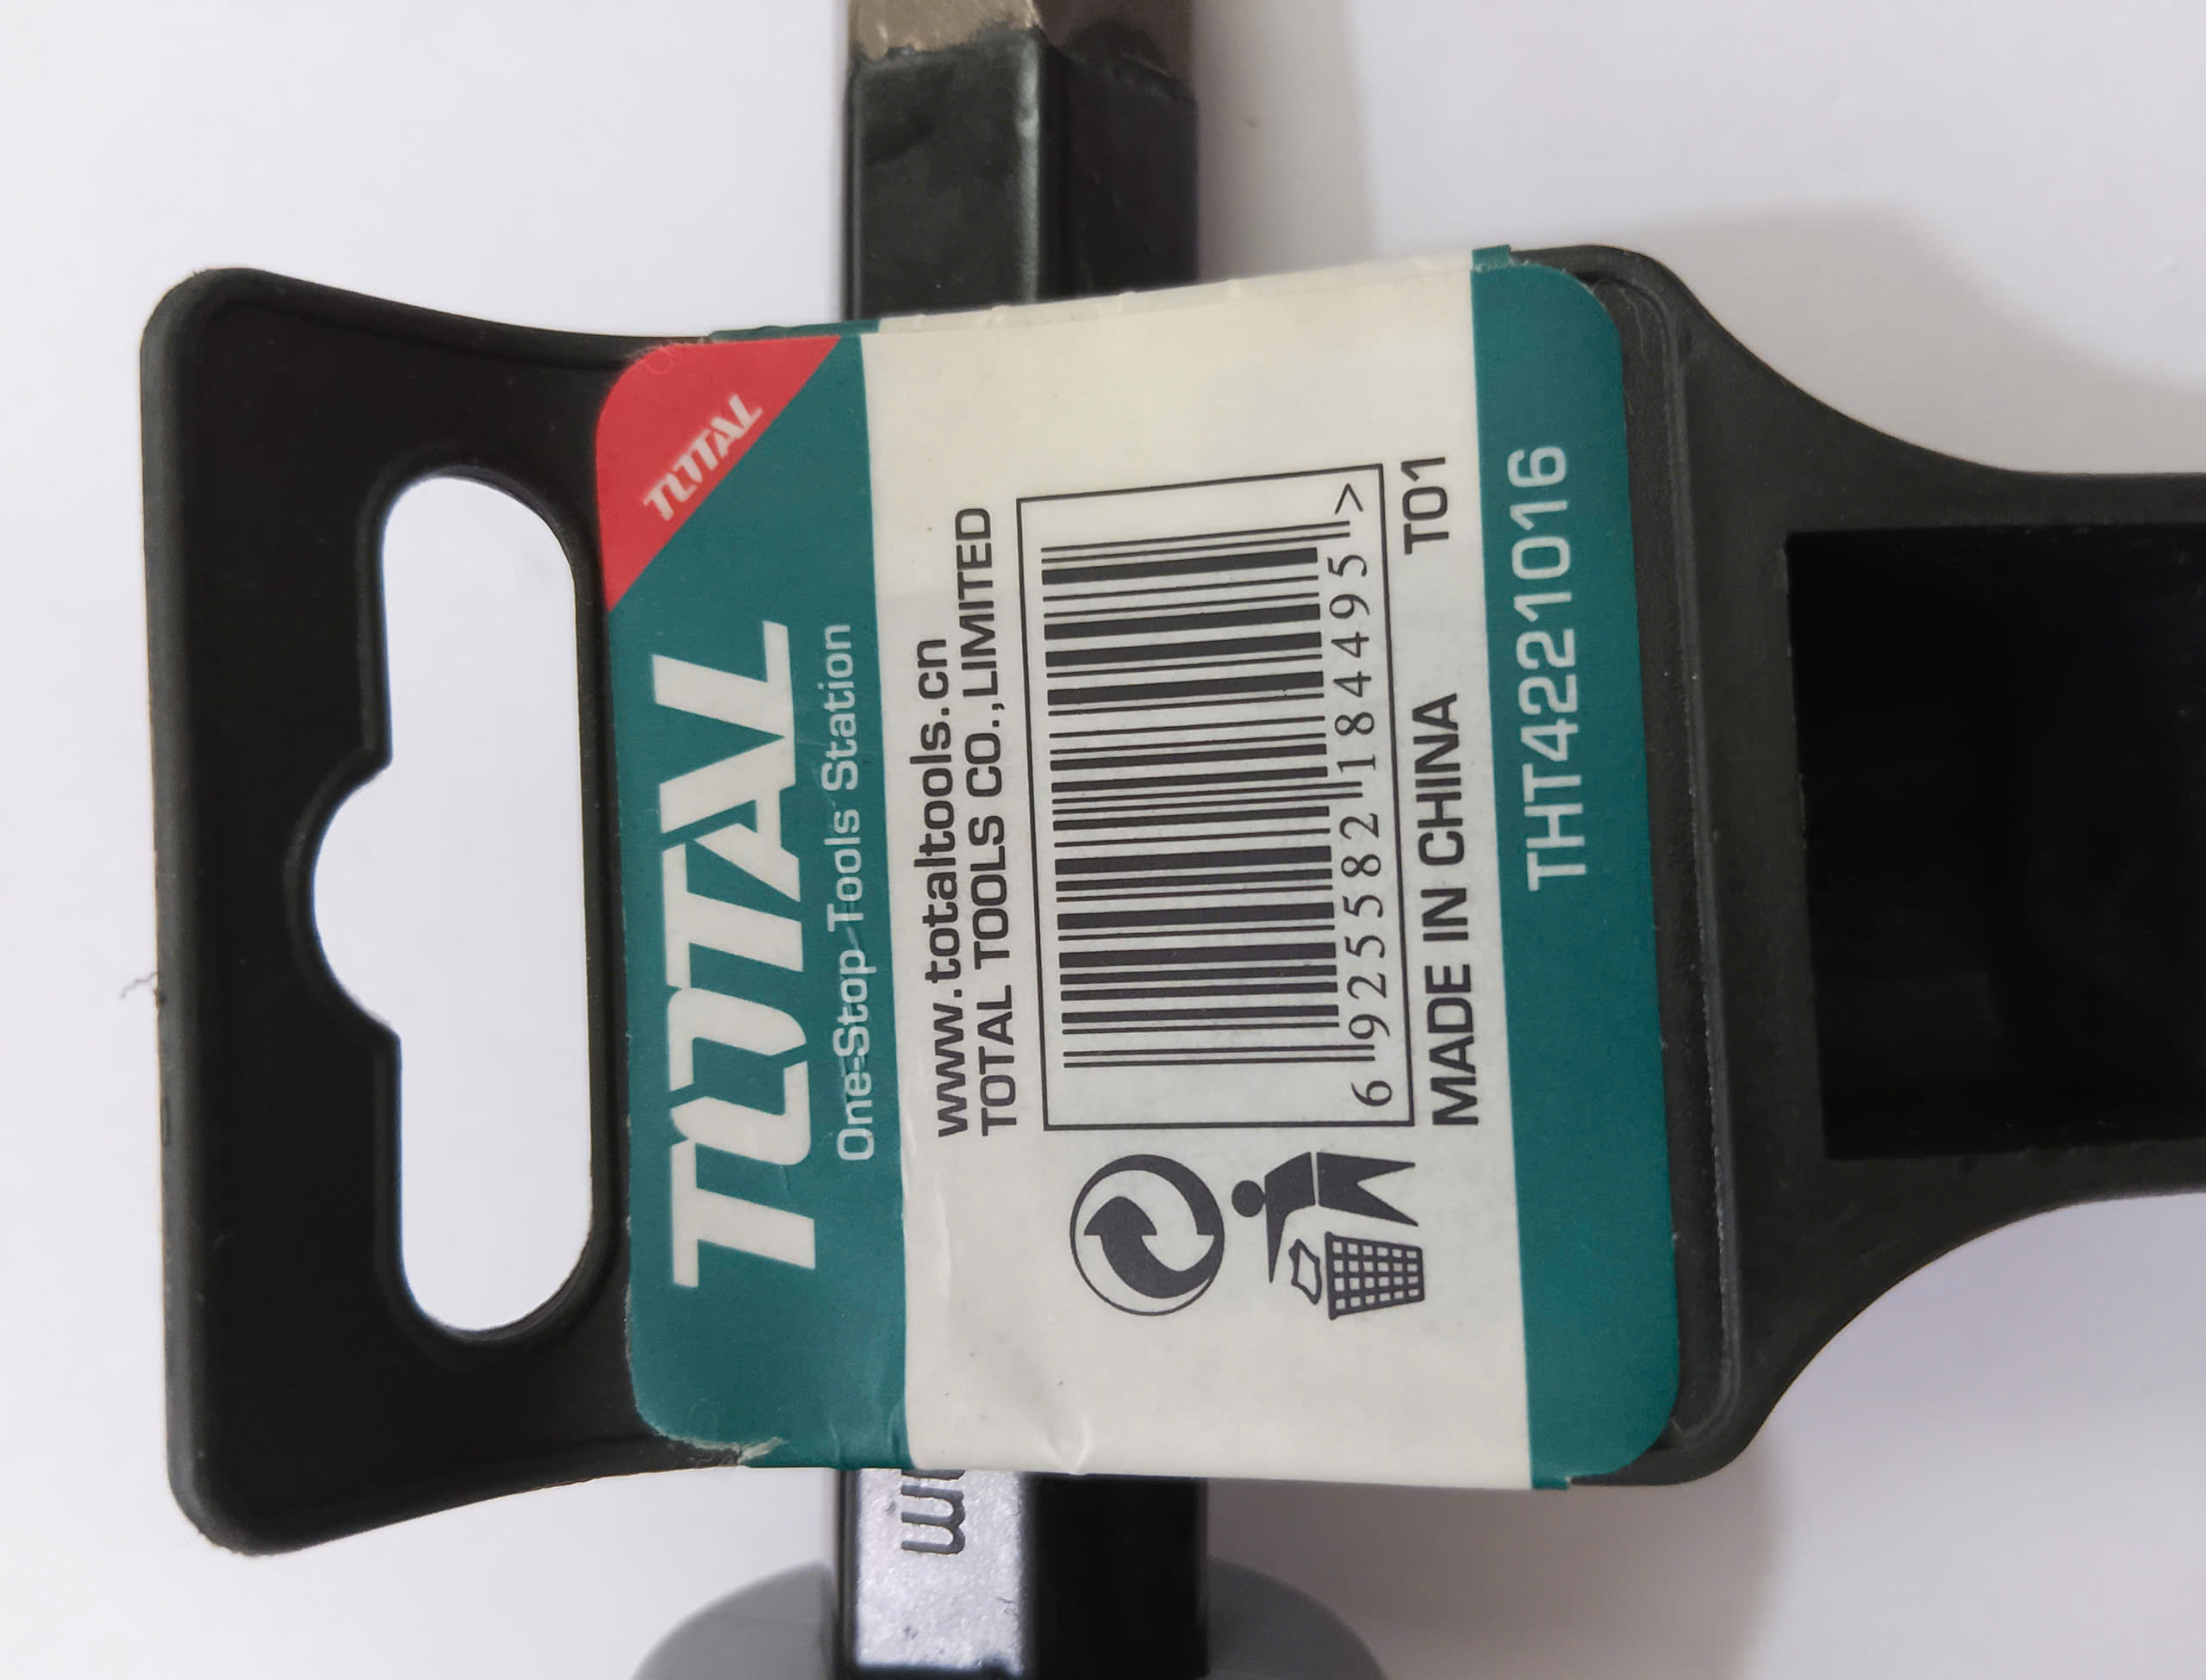 TOTAL
TOTAL
One-Stop Tools Station
www.totaltools.cn
TOTAL TOOLS CO.,LIMITED
6 925582 184495 >
MADE IN CHINA T01
THT4221016